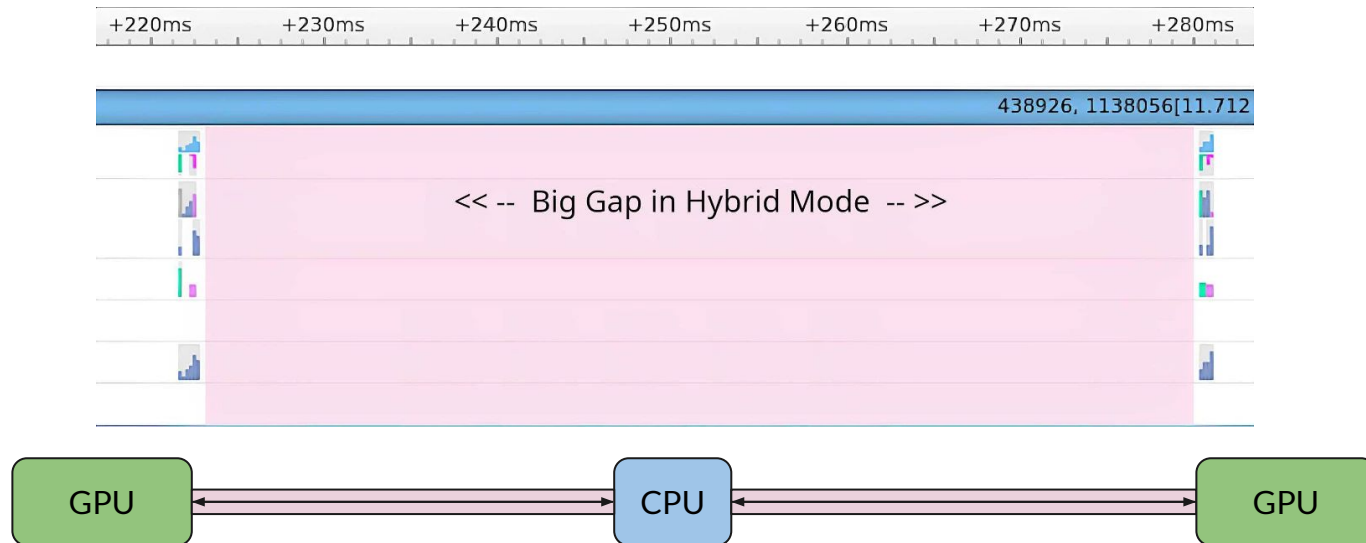 +220ms +230ms +240ms +250ms +260ms +270ms +280ms
438926, 1138056[11.712
<< -- Big Gap in Hybrid Mode -- >>
GPU CPU GPU